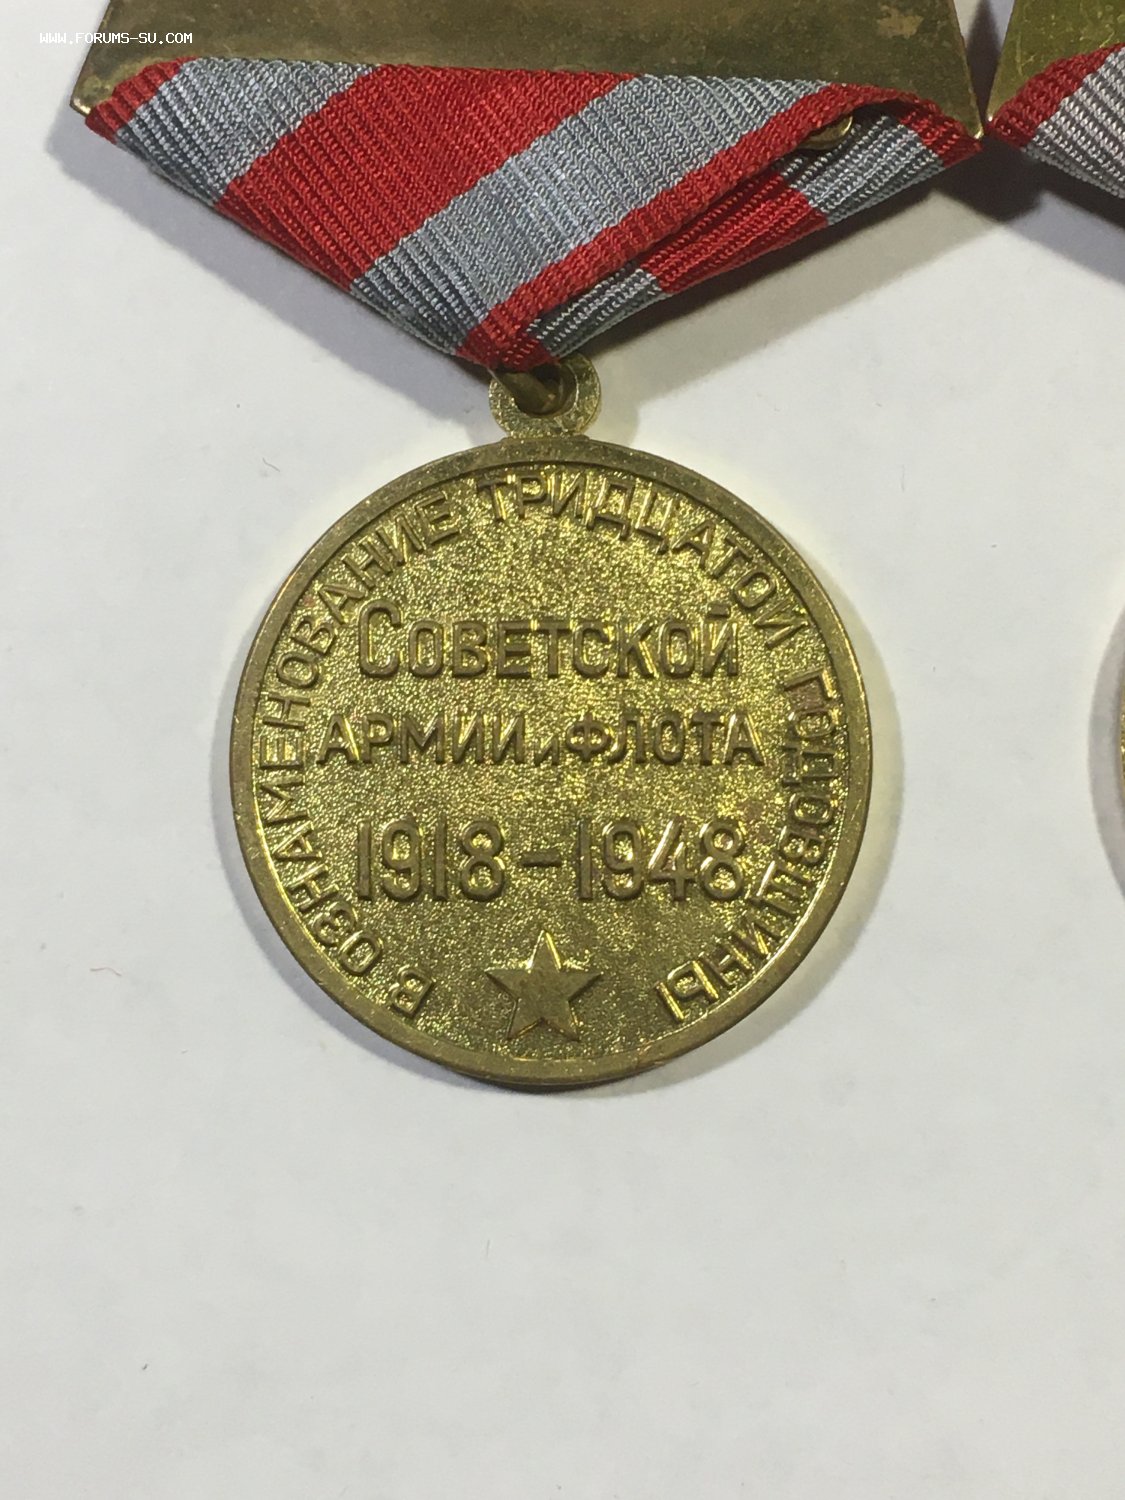 WWW.FORUMS-SU.COM
В ОЗНАМЕНОВАНИЕ ТРИДЦАТОЙ ГОДОВЩИНЫ
СОВЕТСКОЙ
АРМИИ и ФЛОТА
1918-1948